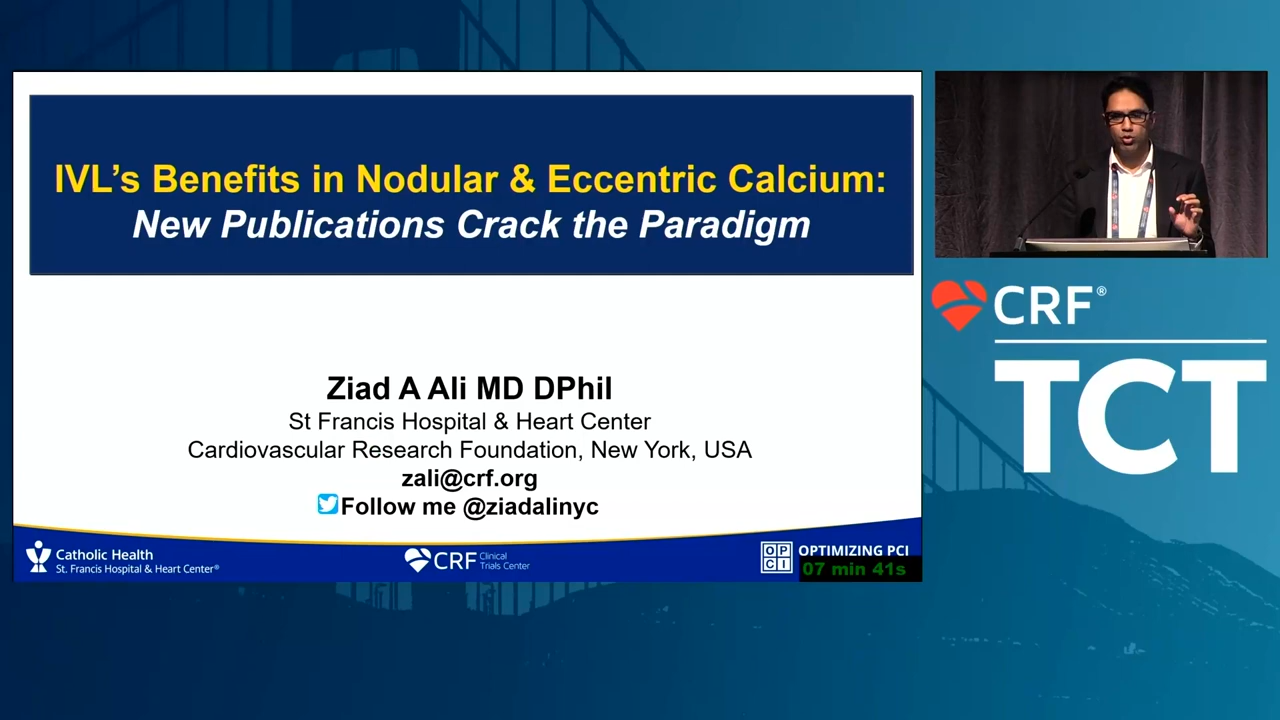 IVL's Benefits in Nodular & Eccentric Calcium:
New Publications Crack the Paradigm
Ziad A Ali MD DPhil
St Francis Hospital & Heart Center
Cardiovascular Research Foundation, New York, USA
zali@crf.org
Follow me @ziadalinyc
Catholic Health
St. Francis Hospital & Heart Center®
CRF Clinical
Trials Center
OP
CI
OPTIMIZING PCI
07 min 41s
CRF®
TCT